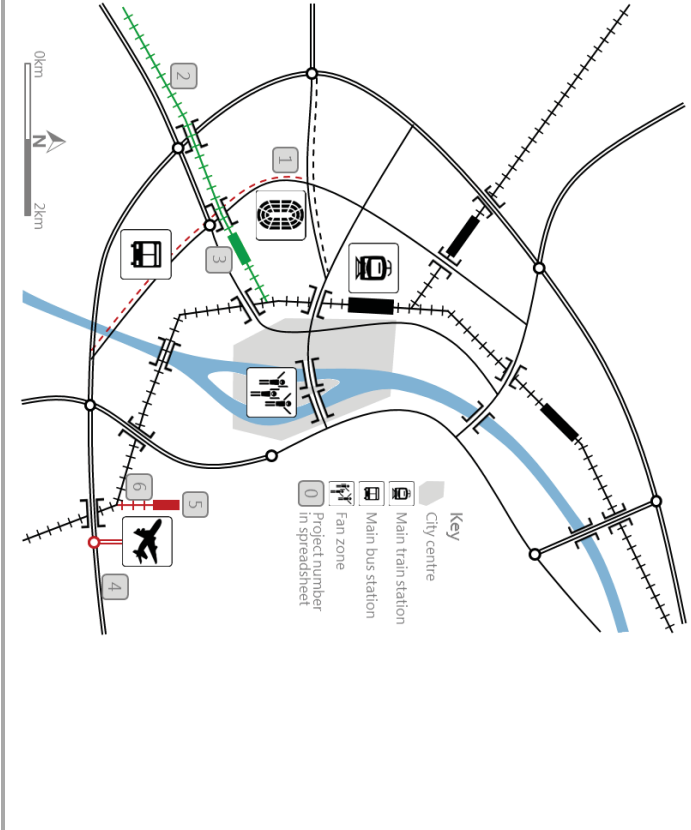 0km
2km
N
2
1
3
6
5
4
Key
City centre
Main train station
Main bus station
Fan zone
0
Project number
in spreadsheet